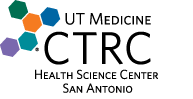 UT MEDICINE
CTRC
HEALTH SCIENCE CENTER
SAN ANTONIO